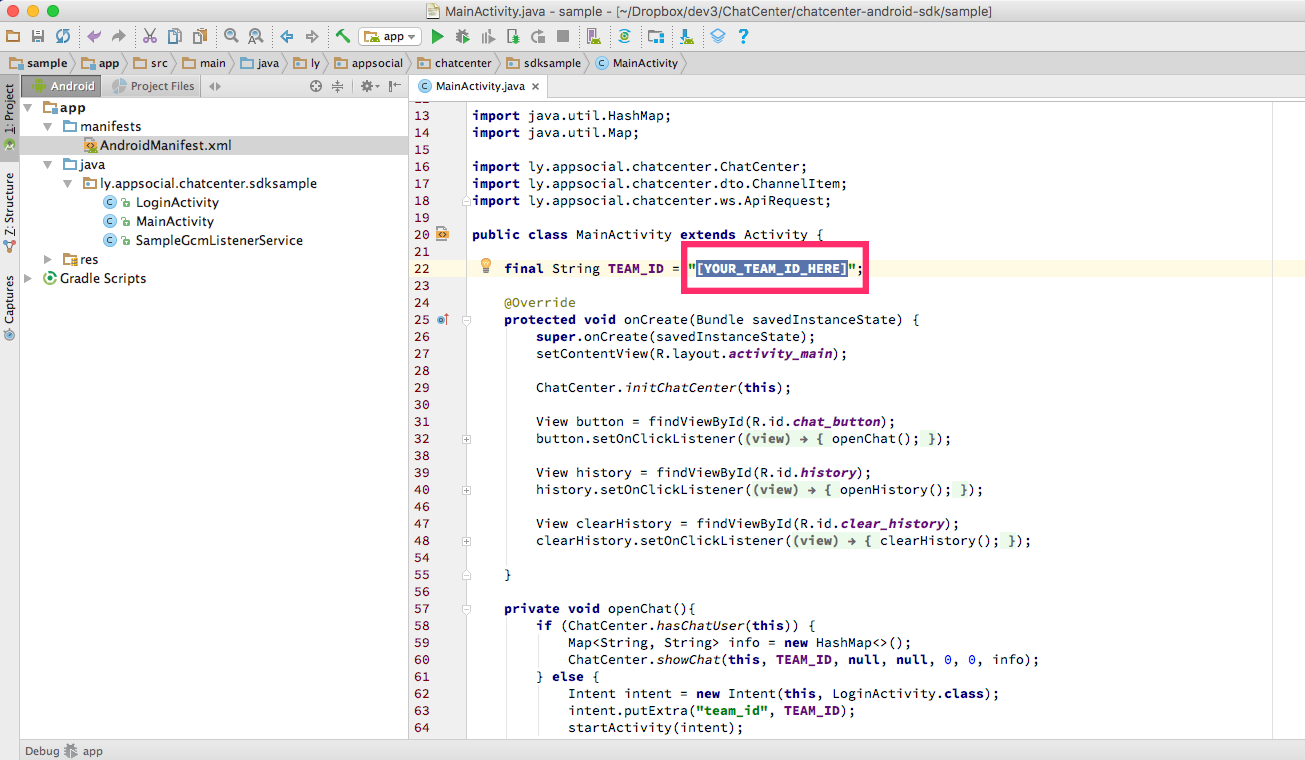 MainActivity.java - sample - [~/Dropbox/dev3/ChatCenter/chatcenter-android-sdk/sample]
app
?
sample app src main java ly appsocial chatcenter sdksample MainActivity
1: Project
Z: Structure
Captures
Android Project Files
app
manifests
AndroidManifest.xml
java
ly.appsocial.chatcenter.sdksample
LoginActivity
MainActivity
SampleGcmListenerService
res
Gradle Scripts
MainActivity.java
13 import java.util.HashMap;
14 import java.util.Map;
15
16 import ly.appsocial.chatcenter.ChatCenter;
17 import ly.appsocial.chatcenter.dto.ChannelItem;
18 import ly.appsocial.chatcenter.ws.ApiRequest;
19
20 public class MainActivity extends Activity {
21
22 final String TEAM_ID = "[YOUR_TEAM_ID_HERE]";
23
24 @Override
25 protected void onCreate(Bundle savedInstanceState) {
26 super.onCreate(savedInstanceState);
27 setContentView(R.layout.activity_main);
28
29 ChatCenter.initChatCenter(this);
30
31 View button = findViewById(R.id.chat_button);
32 button.setOnClickListener((view) → { openChat(); });
38
39 View history = findViewById(R.id.history);
40 history.setOnClickListener((view) → { openHistory(); });
46
47 View clearHistory = findViewById(R.id.clear_history);
48 clearHistory.setOnClickListener((view) → { clearHistory(); });
54
55 }
56
57 private void openChat(){
58 if (ChatCenter.hasChatUser(this)) {
59 Map<String, String> info = new HashMap<>();
60 ChatCenter.showChat(this, TEAM_ID, null, null, 0, 0, info);
61 } else {
62 Intent intent = new Intent(this, LoginActivity.class);
63 intent.putExtra("team_id", TEAM_ID);
64 startActivity(intent);
Debug app